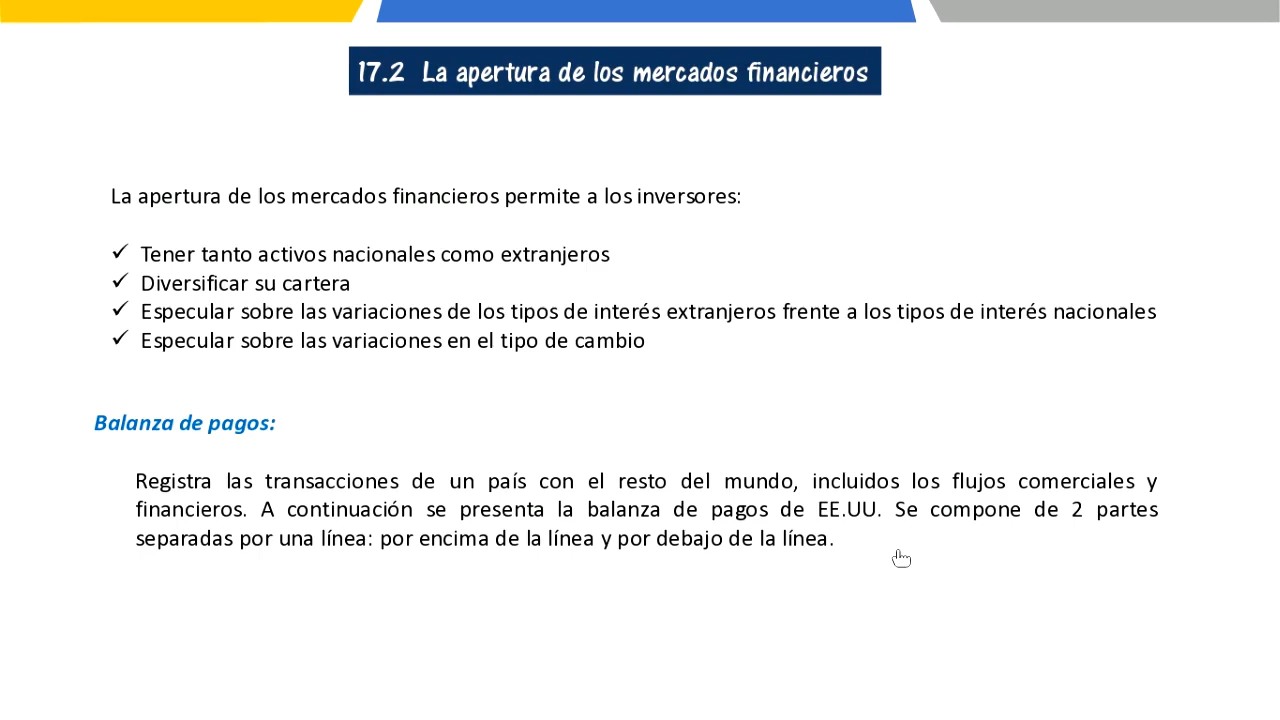 17.2 La apertura de los mercados financieros
La apertura de los mercados financieros permite a los inversores:
✓ Tener tanto activos nacionales como extranjeros
✓ Diversificar su cartera
✓ Especular sobre las variaciones de los tipos de interés extranjeros frente a los tipos de interés nacionales
✓ Especular sobre las variaciones en el tipo de cambio
Balanza de pagos:
Registra las transacciones de un país con el resto del mundo, incluidos los flujos comerciales y
financieros. A continuación se presenta la balanza de pagos de EE.UU. Se compone de 2 partes
separadas por una línea: por encima de la línea y por debajo de la línea.